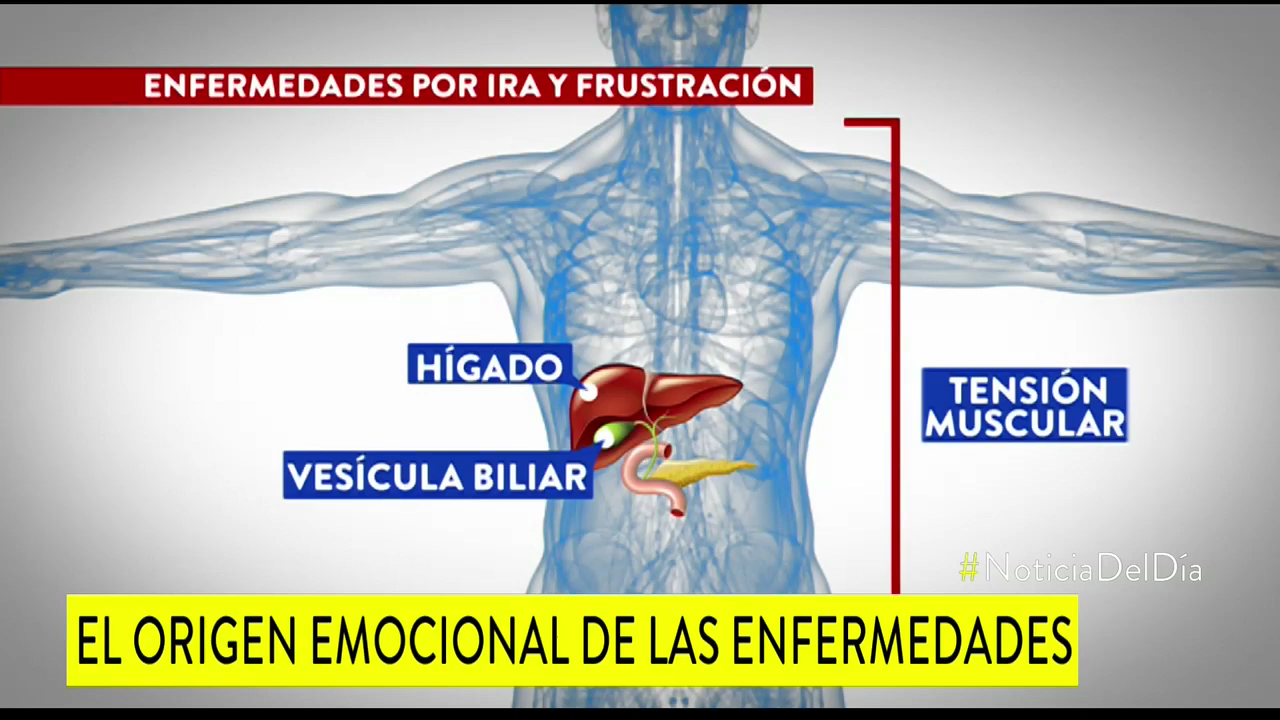 ENFERMEDADES POR IRA Y FRUSTRACIÓN
HÍGADO
VESÍCULA BILIAR
TENSIÓN
MUSCULAR
#NoticiaDelDía
EL ORIGEN EMOCIONAL DE LAS ENFERMEDADES